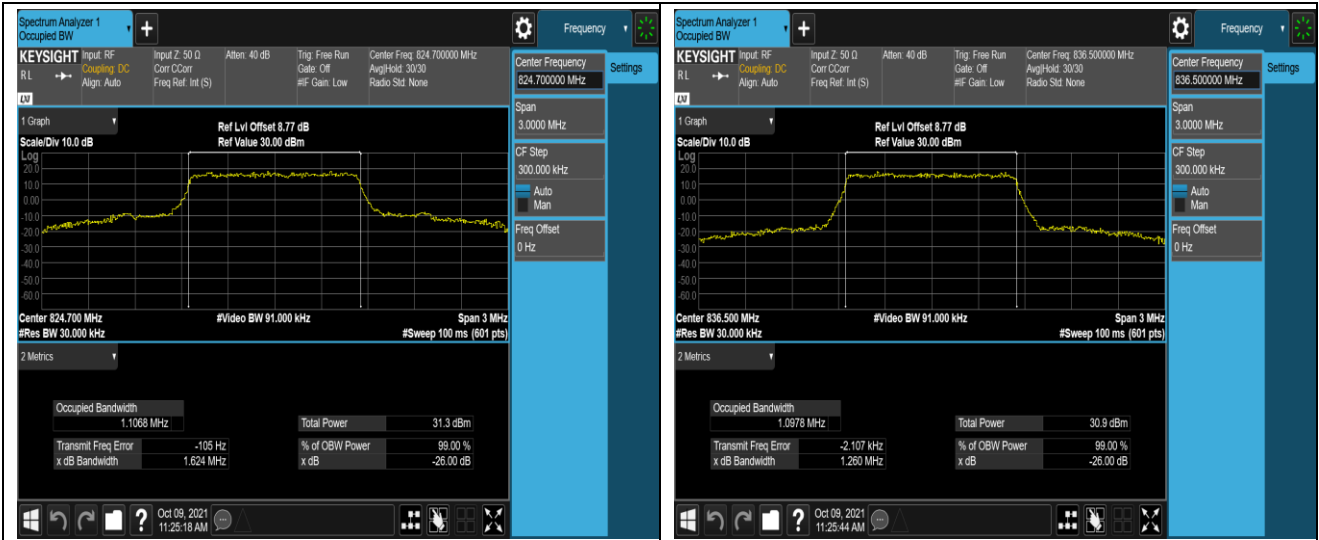 Spectrum Analyzer 1
Occupied BW
+
Frequency
KEYSIGHT
RL
LXI
Input: RF
Coupling: DC
Align: Auto
Input Z: 50 Ω
Corr CCorr
Freq Ref: Int (S)
Atten: 40 dB
Trig: Free Run
Gate: Off
#IF Gain: Low
Center Freq: 824.700000 MHz
Avg|Hold: 30/30
Radio Std: None
Center Frequency
824.700000 MHz
Settings
Span
3.0000 MHz
CF Step
300.000 kHz
Auto
Man
Freq Offset
0 Hz
1 Graph
Scale/Div 10.0 dB
Ref Lvl Offset 8.77 dB
Ref Value 30.00 dBm
Log
20.0
10.0
0.00
-10.0
-20.0
-30.0
-40.0
-50.0
-60.0
Center 824.700 MHz
#Video BW 91.000 kHz
Span 3 MHz
#Res BW 30.000 kHz
#Sweep 100 ms (601 pts)
2 Metrics
Occupied Bandwidth
1.1068 MHz
Total Power 31.3 dBm
Transmit Freq Error -105 Hz
% of OBW Power 99.00 %
x dB Bandwidth 1.624 MHz
x dB -26.00 dB
?
Oct 09, 2021
11:25:18 AM
Spectrum Analyzer 1
Occupied BW
+
Frequency
KEYSIGHT
RL
LXI
Input: RF
Coupling: DC
Align: Auto
Input Z: 50 Ω
Corr CCorr
Freq Ref: Int (S)
Atten: 40 dB
Trig: Free Run
Gate: Off
#IF Gain: Low
Center Freq: 836.500000 MHz
Avg|Hold: 30/30
Radio Std: None
Center Frequency
836.500000 MHz
Settings
Span
3.0000 MHz
CF Step
300.000 kHz
Auto
Man
Freq Offset
0 Hz
1 Graph
Scale/Div 10.0 dB
Ref Lvl Offset 8.77 dB
Ref Value 30.00 dBm
Log
20.0
10.0
0.00
-10.0
-20.0
-30.0
-40.0
-50.0
-60.0
Center 836.500 MHz
#Video BW 91.000 kHz
Span 3 MHz
#Res BW 30.000 kHz
#Sweep 100 ms (601 pts)
2 Metrics
Occupied Bandwidth
1.0978 MHz
Total Power 30.9 dBm
Transmit Freq Error -2.107 kHz
% of OBW Power 99.00 %
x dB Bandwidth 1.260 MHz
x dB -26.00 dB
?
Oct 09, 2021
11:25:44 AM